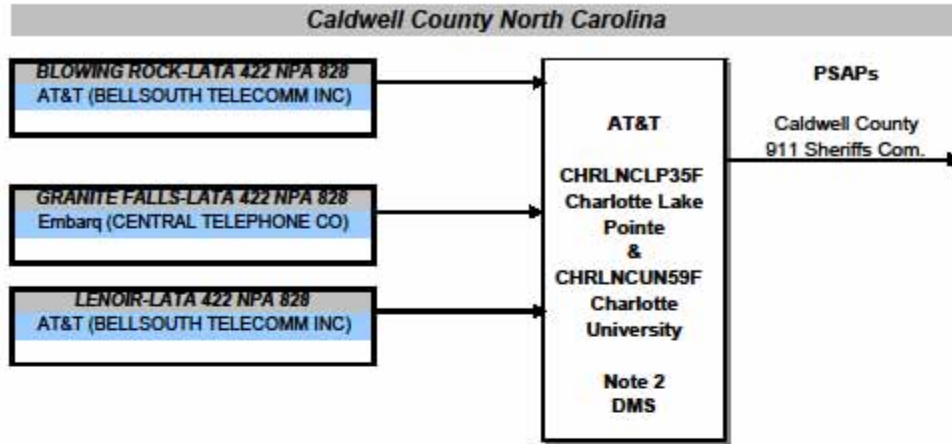 Caldwell County North Carolina
BLOWING ROCK-LATA 422 NPA 828
AT&T (BELLSOUTH TELECOMM INC)
GRANITE FALLS-LATA 422 NPA 828
Embarq (CENTRAL TELEPHONE CO)
LENOIR-LATA 422 NPA 828
AT&T (BELLSOUTH TELECOMM INC)
AT&T
CHRLNCLP35F
Charlotte Lake
Pointe
&
CHRLNCUN59F
Charlotte
University
Note 2
DMS
PSAPs
Caldwell County
911 Sheriffs Com.